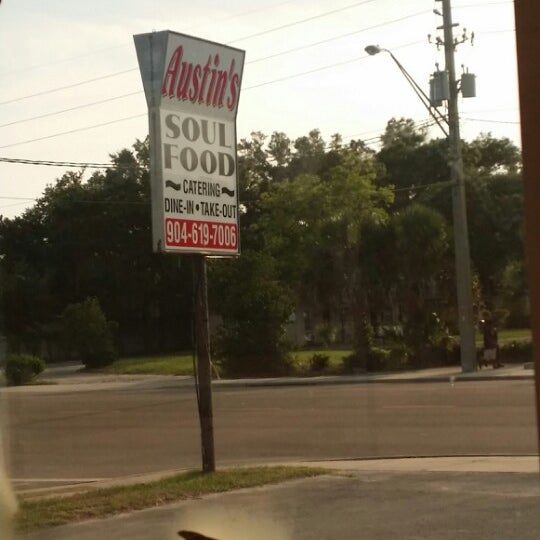 Austin's
SOUL
FOOD
~ CATERING ~
DINE-IN • TAKE-OUT
904-619-7006